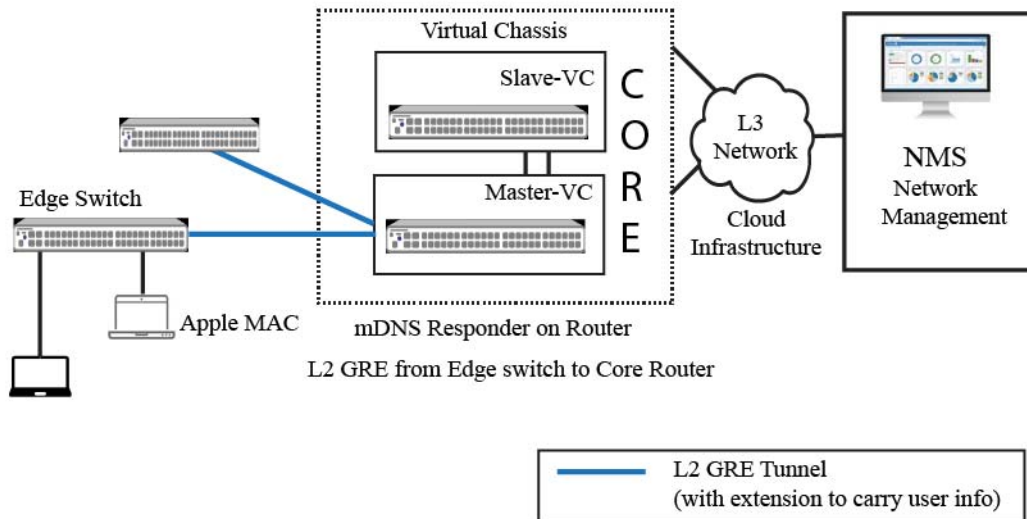 Virtual Chassis
Slave-VC
Master-VC
C
O
R
E
L3
Network
Cloud
Infrastructure
NMS
Network
Management
Edge Switch
Apple MAC
mDNS Responder on Router
L2 GRE from Edge switch to Core Router
L2 GRE Tunnel
(with extension to carry user info)